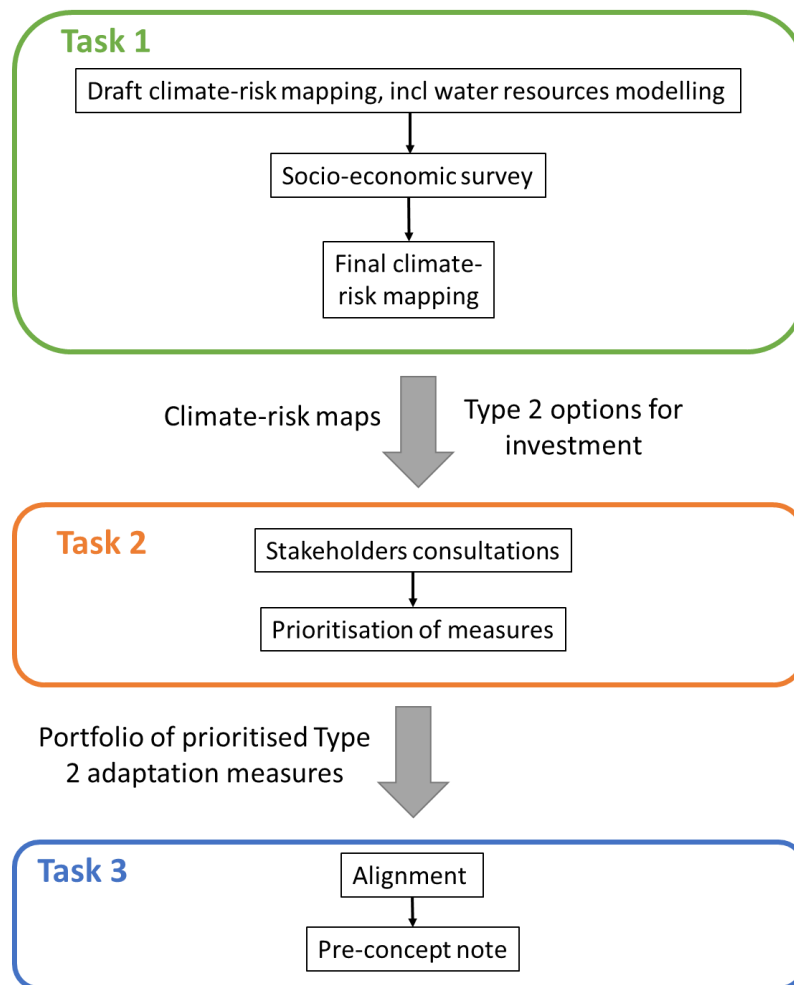 Task 1
Draft climate-risk mapping, incl water resources modelling
Socio-economic survey
Final climate-
risk mapping
Climate-risk maps
Type 2 options for
investment
Task 2
Stakeholders consultations
Prioritisation of measures
Portfolio of prioritised Type
2 adaptation measures
Task 3
Alignment
Pre-concept note